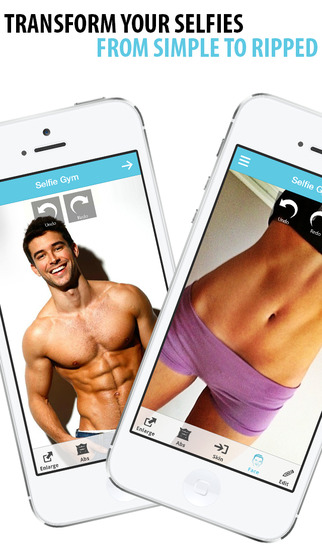 TRANSFORM YOUR SELFIES
FROM SIMPLE TO RIPPED
Selfie Gym
Undo
Redo
Enlarge
Abs
Selfie G
Undo
Redo
Enlarge
Abs
Skin
Face
Edit